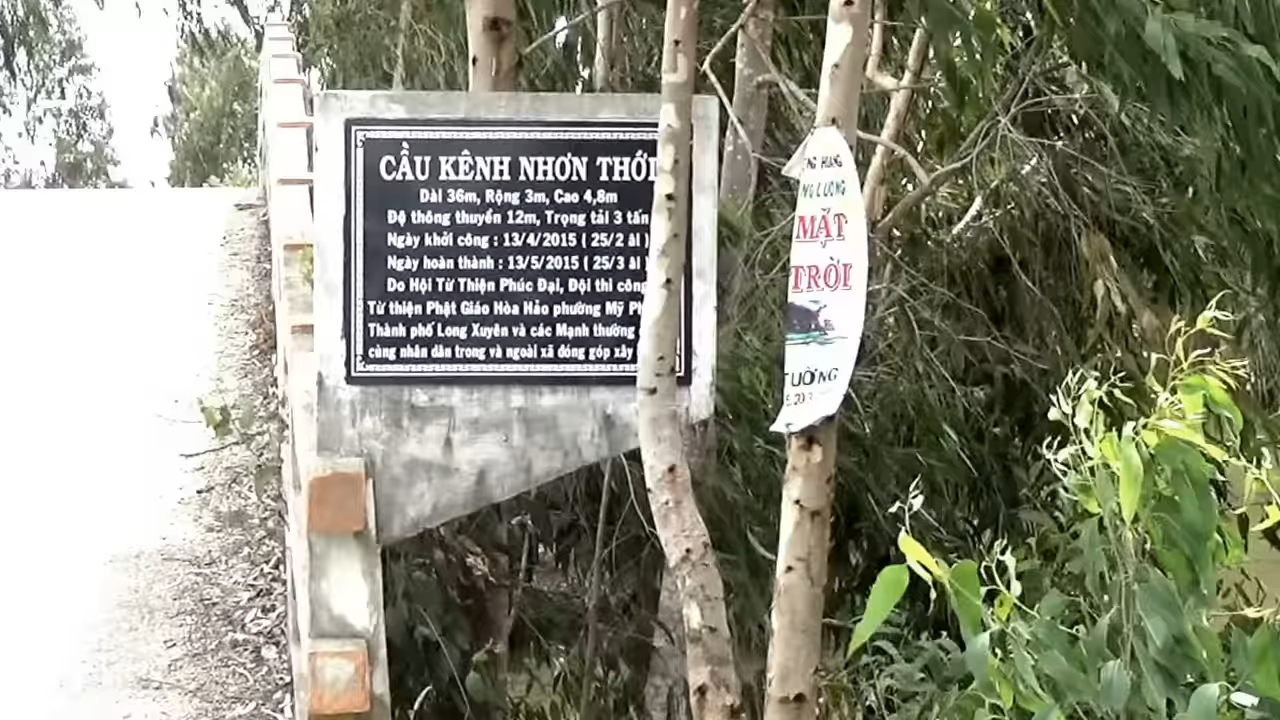 CẦU KÊNH NHƠN THỚI
Dài 36m, Rộng 3m, Cao 4,8m
Độ thông thuyền 12m, Trọng tải 3 tấn
Ngày khởi công : 13/4/2015 ( 25/2 âl )
Ngày hoàn thành : 13/5/2015 ( 25/3 âl )
Do Hội Từ Thiện Phúc Đại, Đội thi công
Từ thiện Phật Giáo Hòa Hảo phường Mỹ
Thành phố Long Xuyên và các Mạnh thường
cùng nhân dân trong và ngoài xã đóng góp xây
MẶT
TRỜI